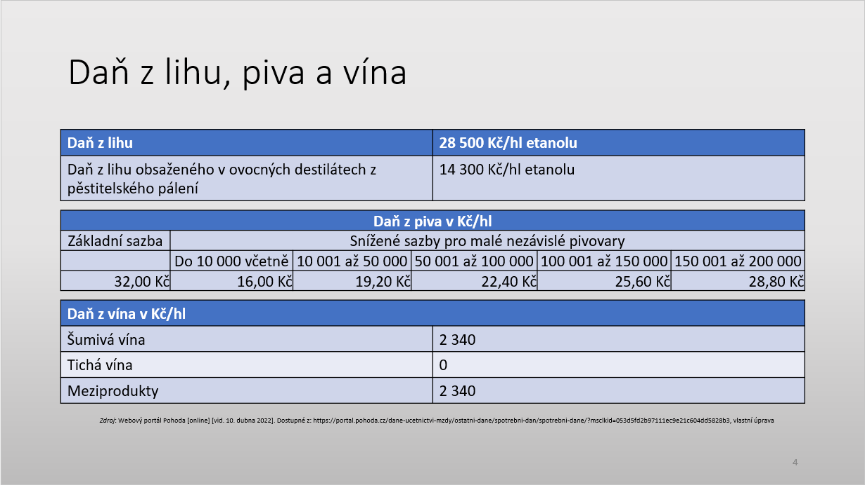 Daň z lihu, piva a vína
Daň z lihu 28 500 Kč/hl etanolu
Daň z lihu obsaženého v ovocných destilátech z 14 300 Kč/hl etanolu
pěstitelského pálení
Daň z piva v Kč/hl
Základní sazba Snížené sazby pro malé nezávislé pivovary
Do 10 000 včetně 10 001 až 50 000 50 001 až 100 000 100 001 až 150 000 150 001 až 200 000
32,00 Kč 16,00 Kč 19,20 Kč 22,40 Kč 25,60 Kč 28,80 Kč
Daň z vína v Kč/hl
Šumivá vína 2 340
Tichá vína 0
Meziprodukty 2 340
Zdroj: Webový portál Pohoda [online] [vid. 10. dubna 2022]. Dostupné z: https://portal.pohoda.cz/dane-ucetnictvi-mzdy/ostatni-dane/spotrebni-dan/spotrebni-dane/?msclkid=053d5fd2b97111ec9e21c604dd5828b3, vlastní úprava
4